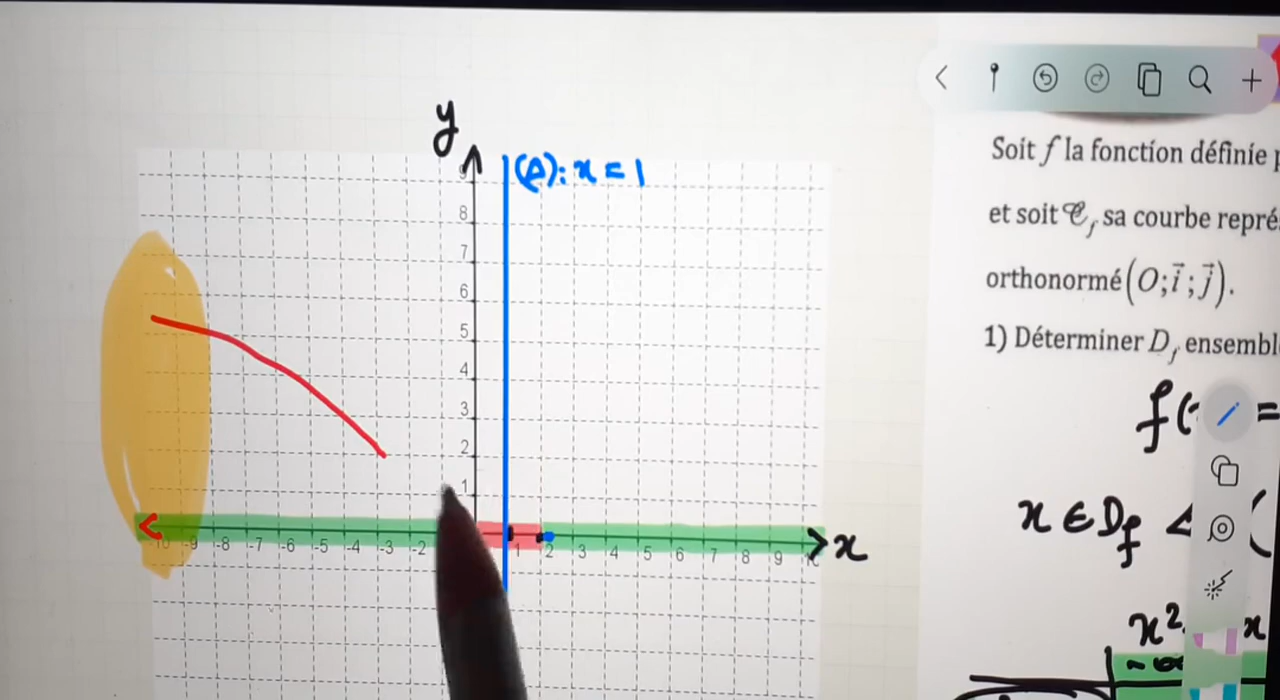 y
(Δ): x = 1
9
8
7
6
5
4
3
2
1
-10 -9 -8 -7 -6 -5 -4 -3 -2 1 2 3 4 5 6 7 8 9
x
Soit f la fonction définie
et soit 𝒞f sa courbe repré
orthonormé (O; i⃗ ; j⃗).
1) Déterminer Df ensembl
f( =
x ∈ Df
x² x
-∞